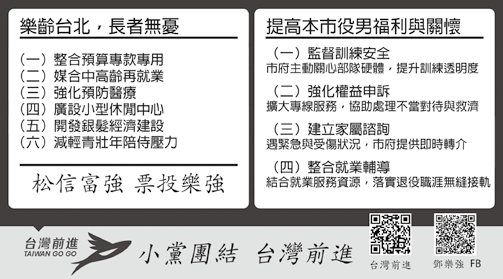 樂齡台北，長者無憂
（一）整合預算專款專用
（二）媒合中高齡再就業
（三）強化預防醫療
（四）廣設小型休閒中心
（五）開發銀髮經濟建設
（六）減輕青壯年陪侍壓力
松信富強 票投樂強
提高本市役男福利與關懷
（一）監督訓練安全
市府主動關心部隊硬體，提升訓練透明度
（二）強化權益申訴
擴大專線服務，協助處理不當對待與救濟
（三）建立家屬諮詢
遇緊急與受傷狀況，市府提供即時轉介
（四）整合就業輔導
結合就業服務資源，落實退役職涯無縫接軌
台灣前進
TAIWAN GO GO
小黨團結 台灣前進
台灣前進
鄧樂強 FB